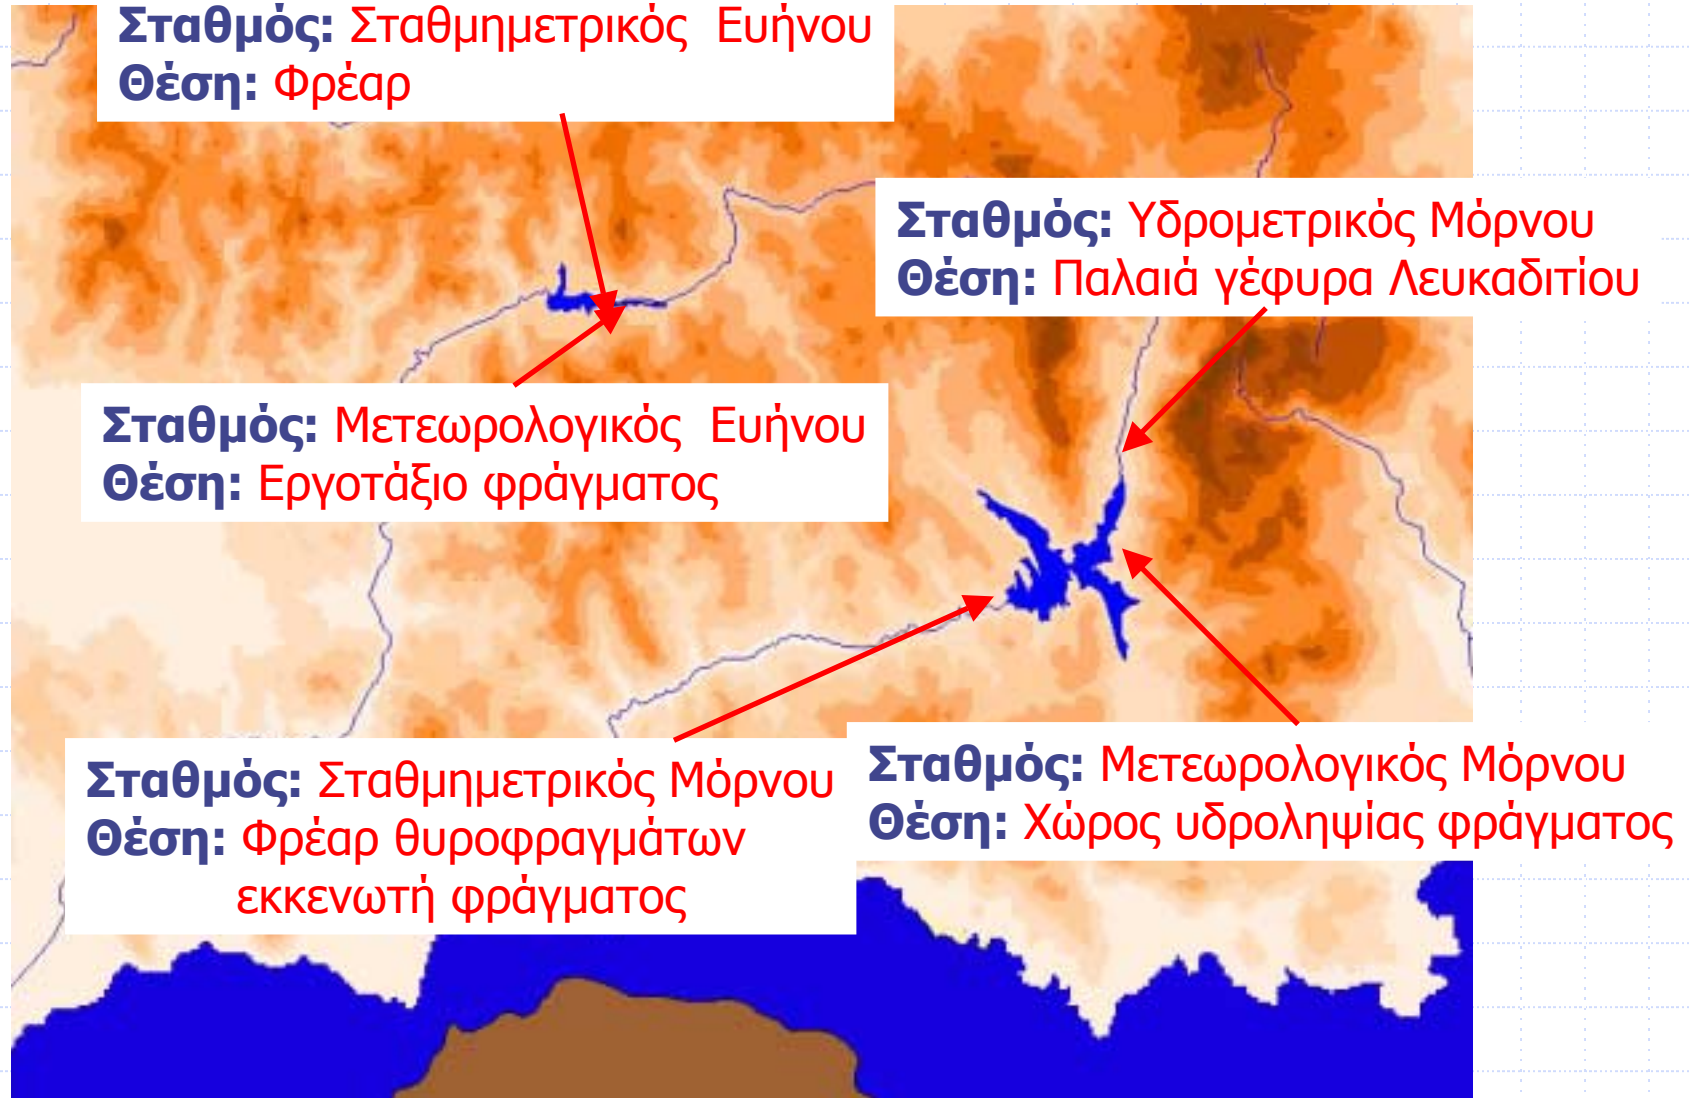 Σταθμός: Σταθμημετρικός Ευήνου
Θέση: Φρέαρ
Σταθμός: Υδρομετρικός Μόρνου
Θέση: Παλαιά γέφυρα Λευκαδιτίου
Σταθμός: Μετεωρολογικός Ευήνου
Θέση: Εργοτάξιο φράγματος
Σταθμός: Σταθμημετρικός Μόρνου
Θέση: Φρέαρ θυροφραγμάτων
εκκενωτή φράγματος
Σταθμός: Μετεωρολογικός Μόρνου
Θέση: Χώρος υδροληψίας φράγματος